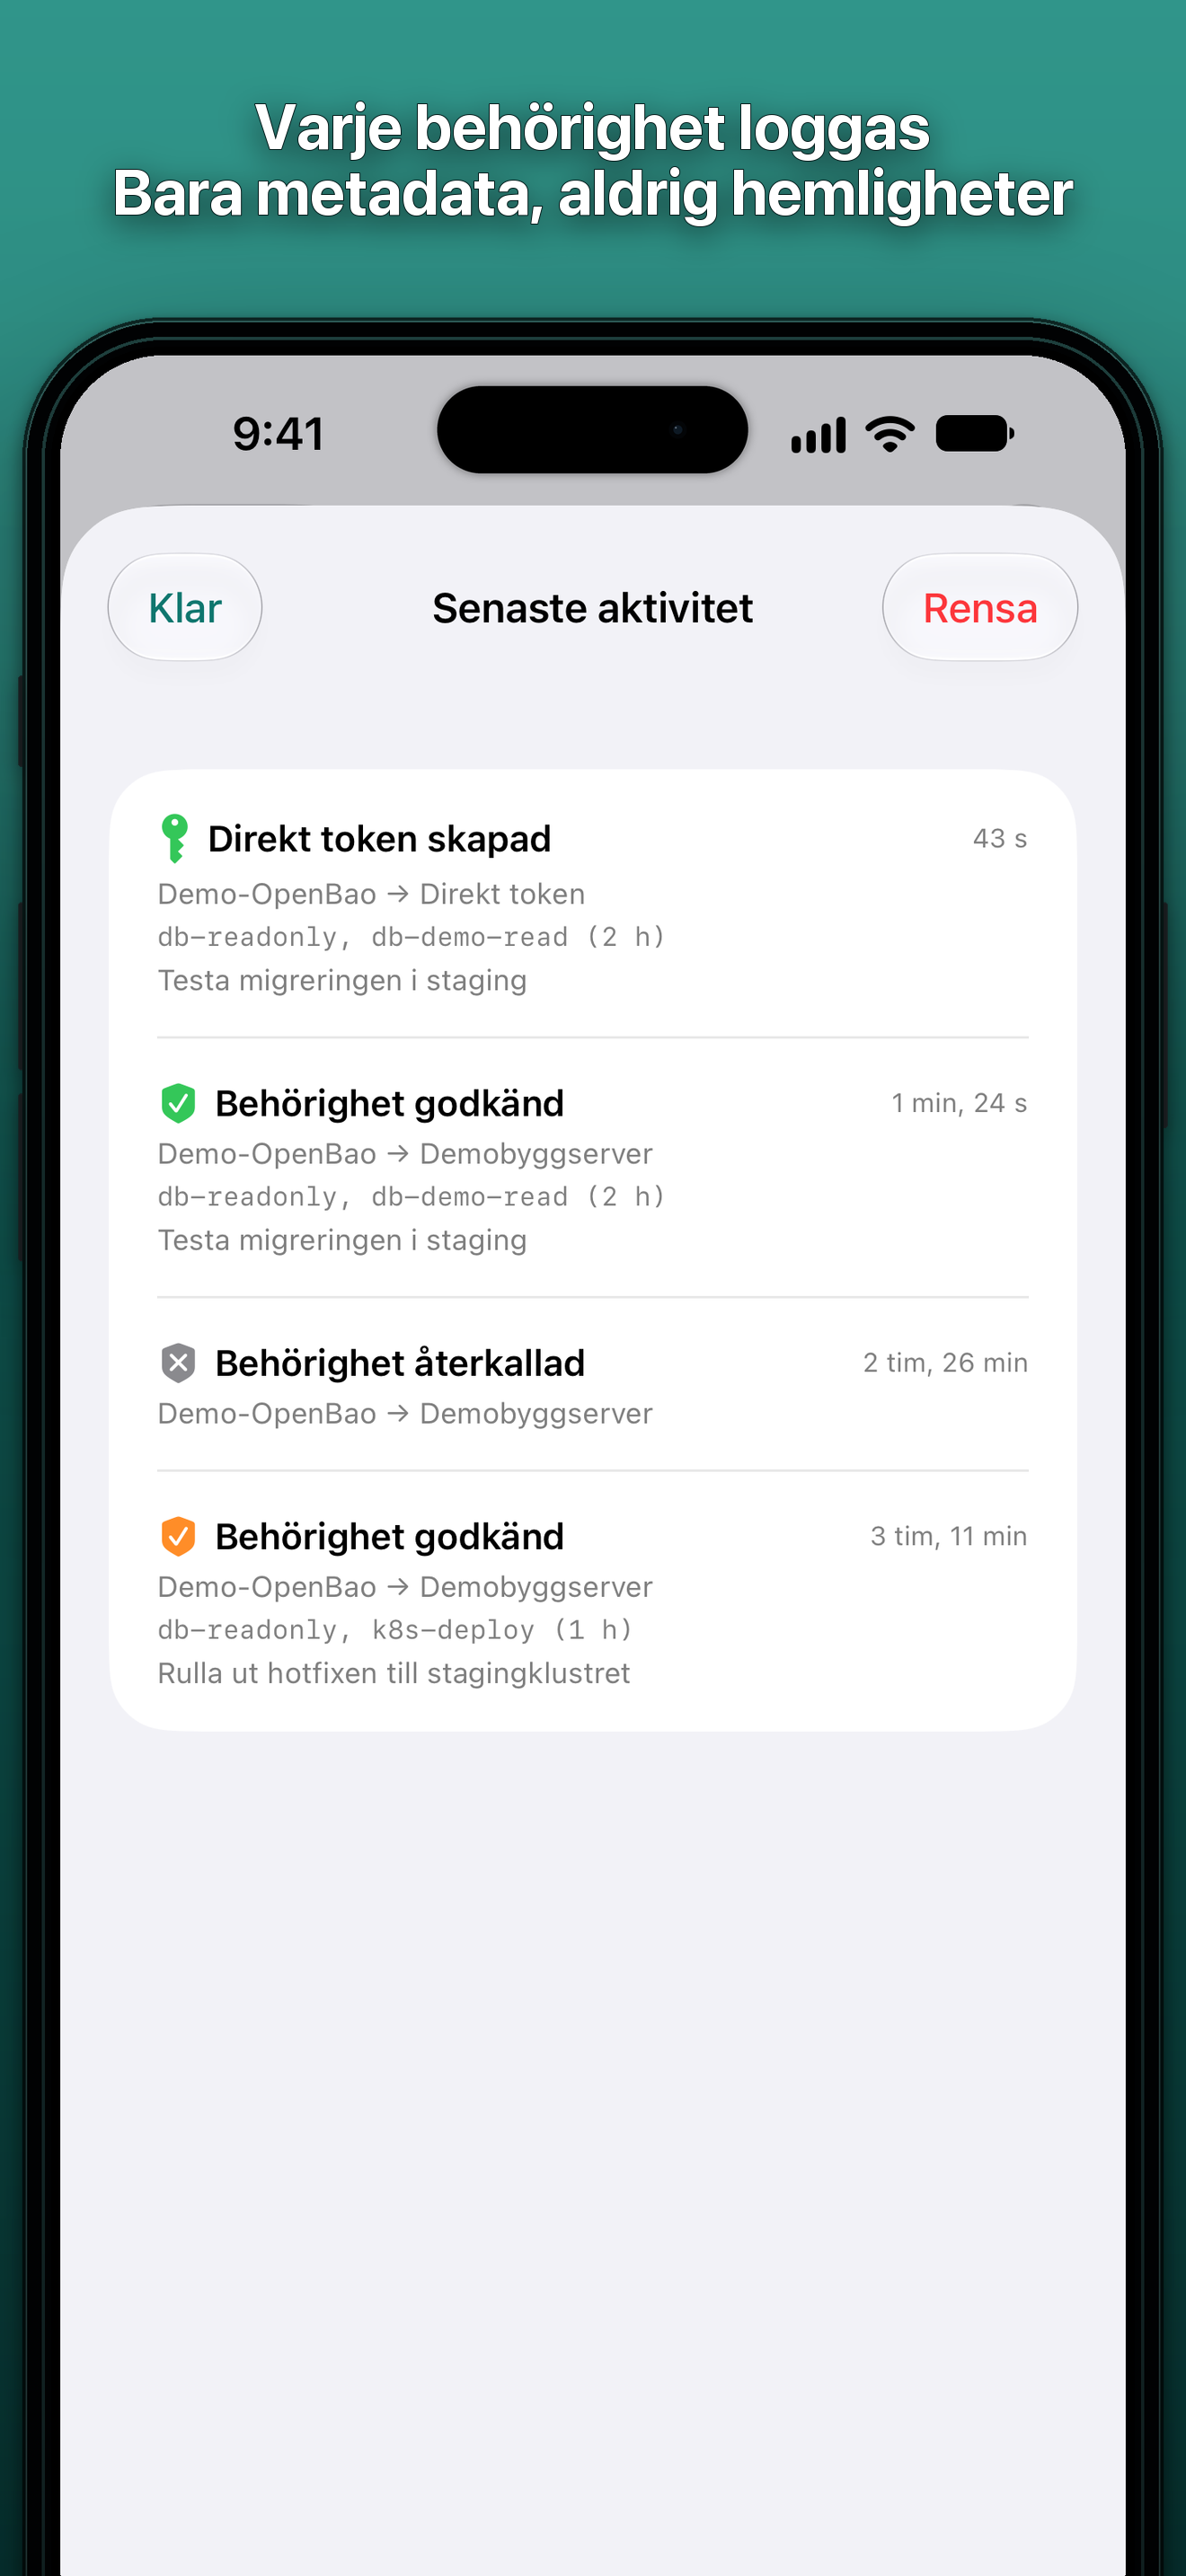 Varje behörighet loggas
Bara metadata, aldrig hemligheter
9:41
Klar
Senaste aktivitet
Rensa
Direkt token skapad
43 s
Demo-OpenBao → Direkt token
db-readonly, db-demo-read (2 h)
Testa migreringen i staging
Behörighet godkänd
1 min, 24 s
Demo-OpenBao → Demobyggserver
db-readonly, db-demo-read (2 h)
Testa migreringen i staging
Behörighet återkallad
2 tim, 26 min
Demo-OpenBao → Demobyggserver
Behörighet godkänd
3 tim, 11 min
Demo-OpenBao → Demobyggserver
db-readonly, k8s-deploy (1 h)
Rulla ut hotfixen till stagingklustret